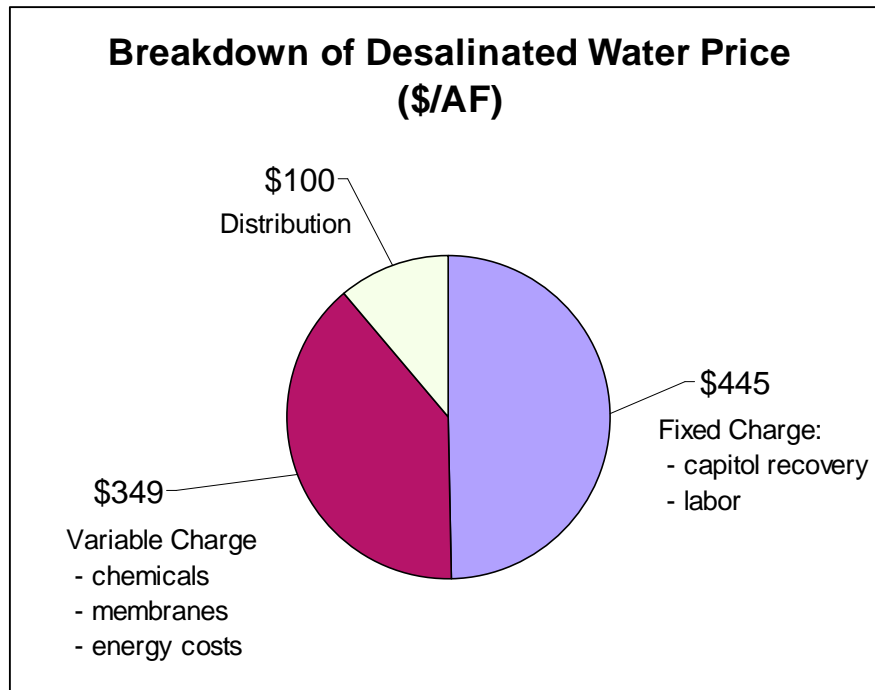 Breakdown of Desalinated Water Price
($/AF)
$100
Distribution
$445
Fixed Charge:
- capitol recovery
- labor
$349
Variable Charge
- chemicals
- membranes
- energy costs